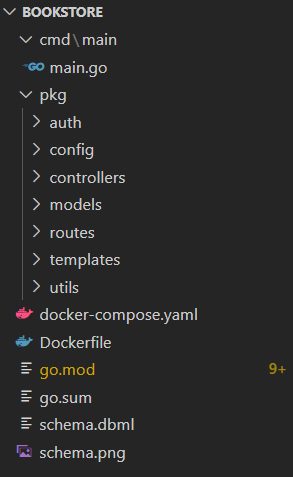 BOOKSTORE
cmd\main
GO main.go
pkg
auth
config
controllers
models
routes
templates
utils
docker-compose.yaml
Dockerfile
go.mod 9+
go.sum
schema.dbml
schema.png